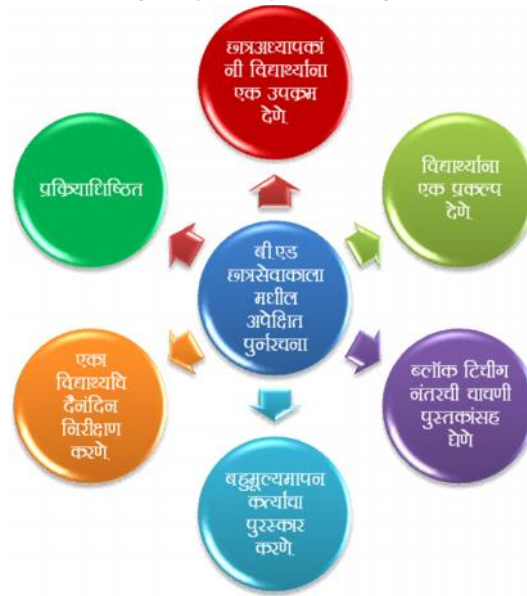 छात्रअध्यापकां
नी विद्यार्थ्यांना
एक उपक्रम
देणे.
विद्यार्थ्यांना
एक प्रकल्प
देणे.
ब्लॉक टिचींग
नंतरची चाचणी
पुस्तकांसह
घेणे
बहुमूल्यमापन
कर्त्यांचा
पुरस्कार
करणे.
एका
विद्यार्थ्याचे
दैनंदिन
निरीक्षण
करणे.
प्रक्रियाधिष्ठित
बी.एड
छात्रसेवाकाला
मधील
अपेक्षित
पुर्नरचना